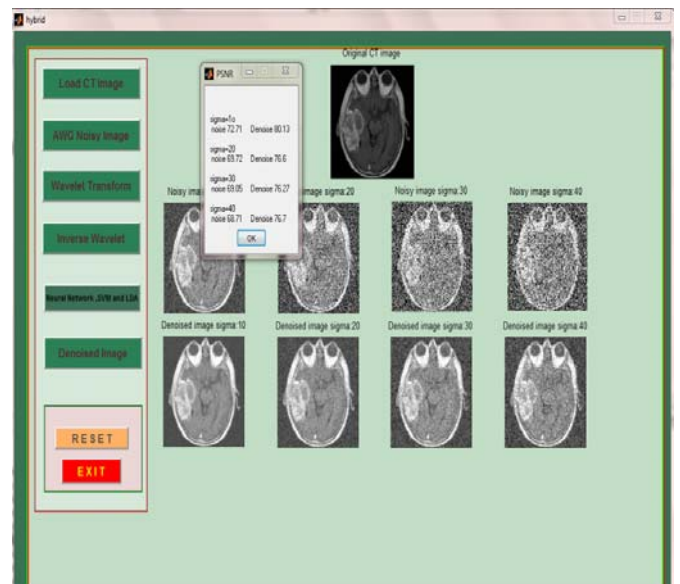 hybrid
Original CT image
Load CT Image
AWG Noisy Image
Wavelet Transform
Inverse Wavelet
Neural Network ,SVM and LDA
Denoised Image
RESET
EXIT
PSNR
sigma=1o
noise 72.71 Denoise 80.13
sigma=20
noise 69.72 Denoise 76.6
sigma=30
noise 69.05 Denoise 76.27
sigma=40
noise 68.71 Denoise 76.7
OK
Noisy image sigma:20
Noisy image sigma:30
Noisy image sigma:40
Denoised image sigma:10
Denoised image sigma:20
Denoised image sigma:30
Denoised image sigma:40